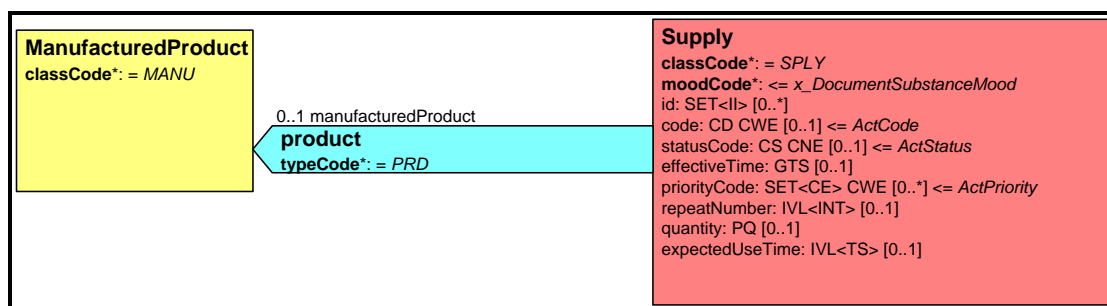 ManufacturedProduct
classCode*: = MANU
0..1 manufacturedProduct
product
typeCode*: = PRD
Supply
classCode*: = SPLY
moodCode*: <= x_DocumentSubstanceMood
id: SET<II> [0..*]
code: CD CWE [0..1] <= ActCode
statusCode: CS CNE [0..1] <= ActStatus
effectiveTime: GTS [0..1]
priorityCode: SET<CE> CWE [0..*] <= ActPriority
repeatNumber: IVL<INT> [0..1]
quantity: PQ [0..1]
expectedUseTime: IVL<TS> [0..1]